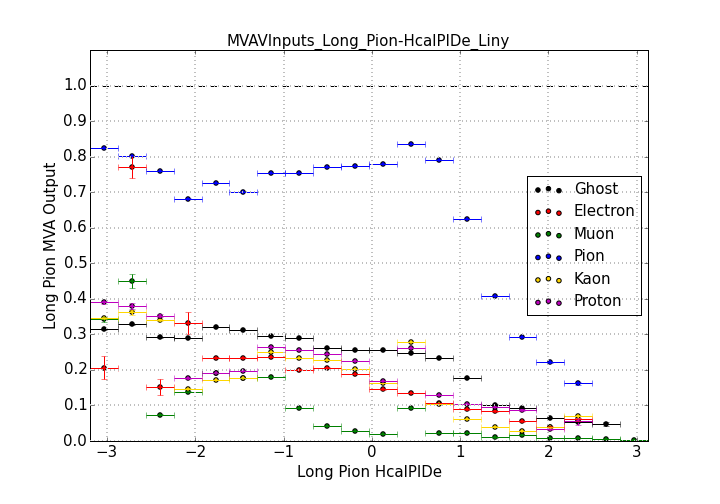 MVAVInputs_Long_Pion-HcalPIDe_Liny
Long Pion MVA Output
1.0
0.9
0.8
0.7
0.6
0.5
0.4
0.3
0.2
0.1
0.0
Ghost
Electron
Muon
Pion
Kaon
Proton
−3 −2 −1 0 1 2 3
Long Pion HcalPIDe